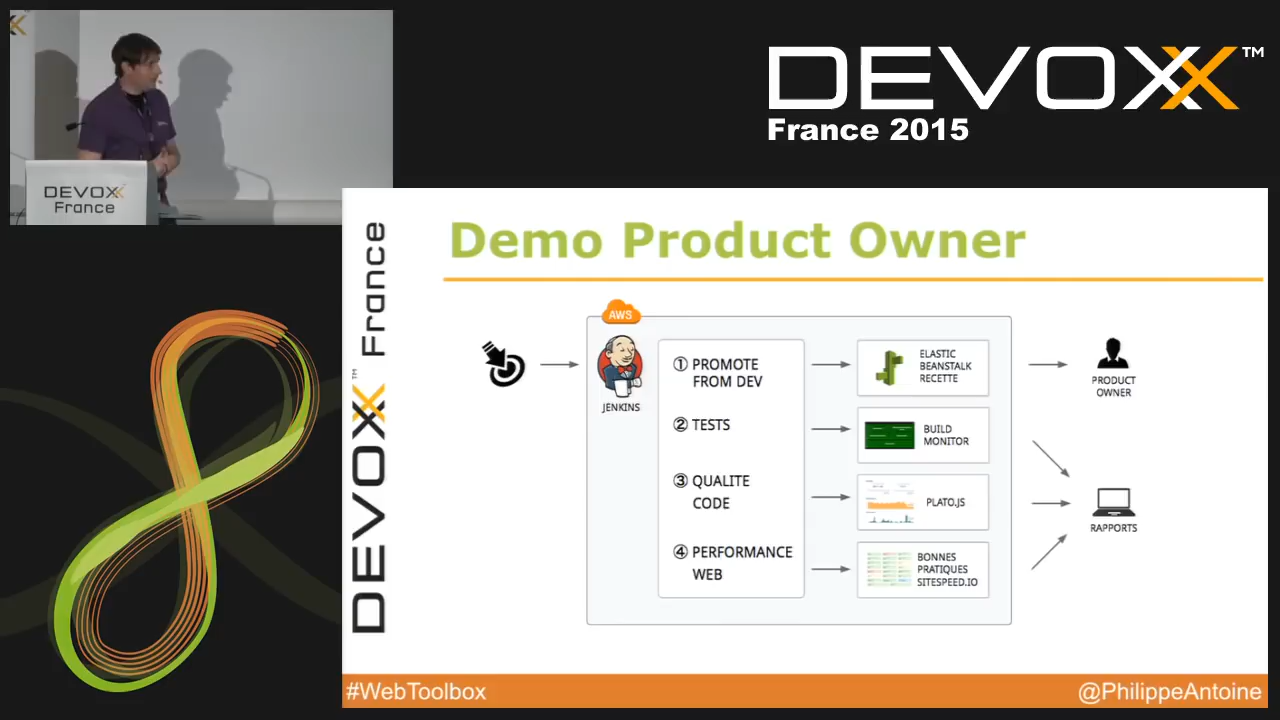 DEVOXX™
France 2015
DEVOXX
France
DEVOXX™ France
Demo Product Owner
AWS
JENKINS
① PROMOTE
FROM DEV
② TESTS
③ QUALITE
CODE
④ PERFORMANCE
WEB
ELASTIC
BEANSTALK
RECETTE
BUILD
MONITOR
PLATO.JS
BONNES
PRATIQUES
SITESPEED.IO
PRODUCT
OWNER
RAPPORTS
#WebToolbox
@PhilippeAntoine